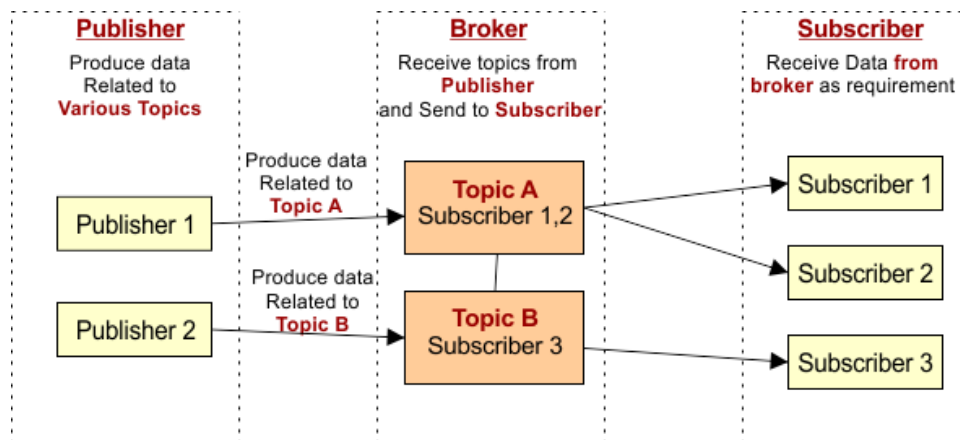 Publisher
Produce data
Related to
Various Topics
Broker
Receive topics from
Publisher
and Send to Subscriber
Subscriber
Receive Data from
broker as requirement
Produce data
Related to
Topic A
Publisher 1
Topic A
Subscriber 1,2
Subscriber 1
Subscriber 2
Produce data
Related to
Topic B
Publisher 2
Topic B
Subscriber 3
Subscriber 3